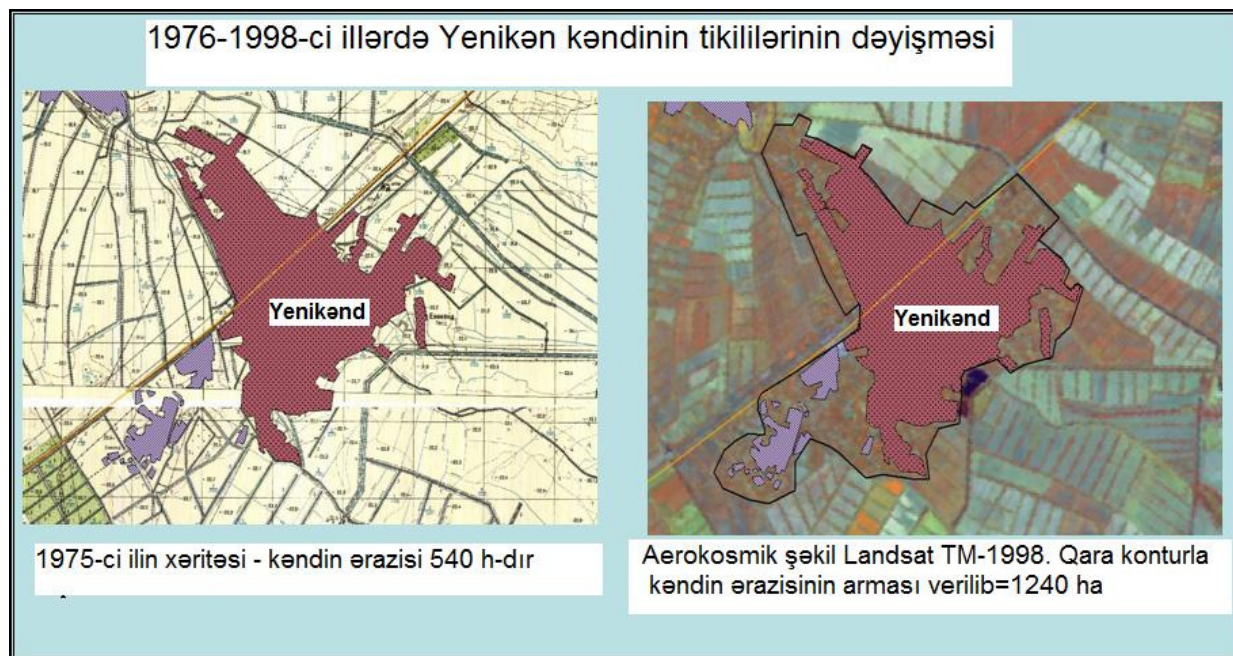 1976-1998-ci illərdə Yenikən kəndinin tikililərinin dəyişməsi
Yenikənd
Yenikənd
1975-ci ilin xəritəsi - kəndin ərazisi 540 h-dır
Aerokosmik şəkil Landsat TM-1998. Qara konturla
kəndin ərazisinin arması verilib=1240 ha